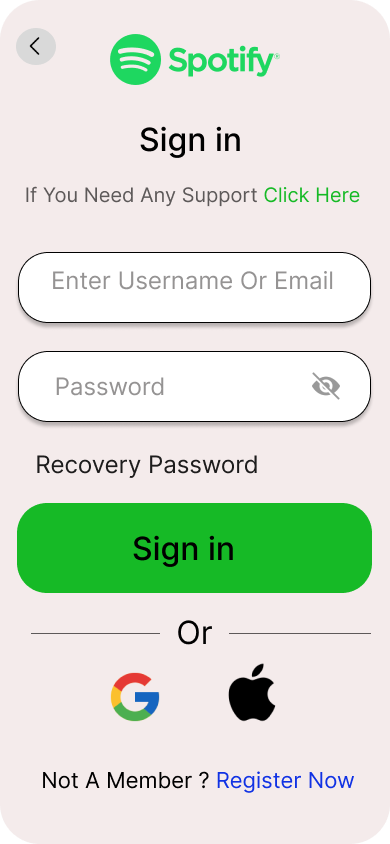 Spotify®
Sign in
If You Need Any Support Click Here
Enter Username Or Email
Password
Recovery Password
Sign in
Or
Not A Member ? Register Now